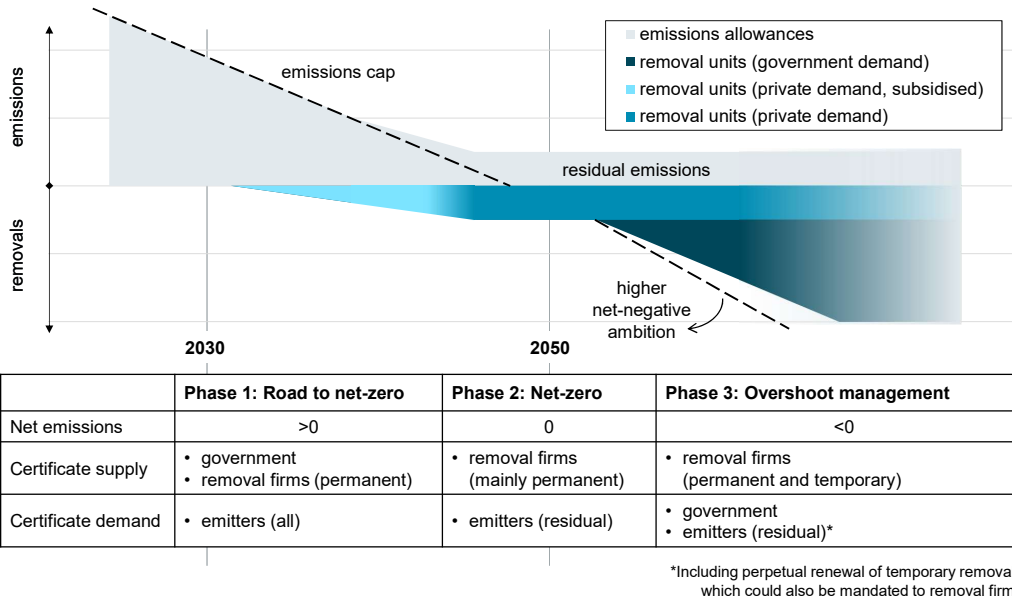 emissions
removals
emissions cap
emissions allowances
removal units (government demand)
removal units (private demand, subsidised)
removal units (private demand)
residual emissions
higher
net-negative
ambition
2030
2050
Phase 1: Road to net-zero
Phase 2: Net-zero
Phase 3: Overshoot management
Net emissions
>0
0
<0
Certificate supply
• government
• removal firms (permanent)
• removal firms
(mainly permanent)
• removal firms
(permanent and temporary)
Certificate demand
• emitters (all)
• emitters (residual)
• government
• emitters (residual)*
*Including perpetual renewal of temporary remova
which could also be mandated to removal firm